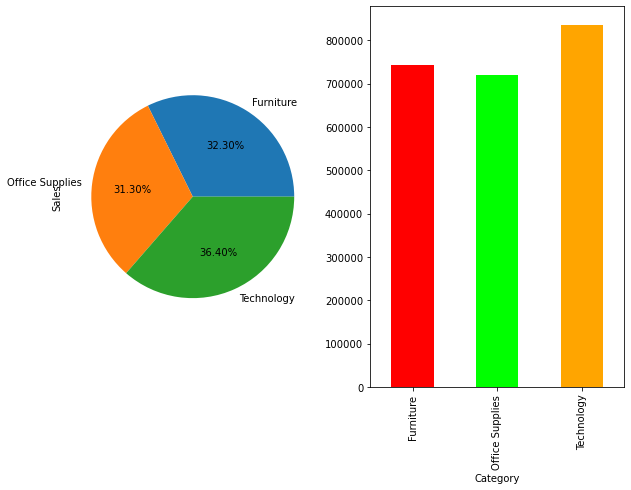 Furniture
32.30%
Office Supplies
31.30%
Sales
36.40%
Technology
800000
700000
600000
500000
400000
300000
200000
100000
0
Furniture
Office Supplies
Technology
Category